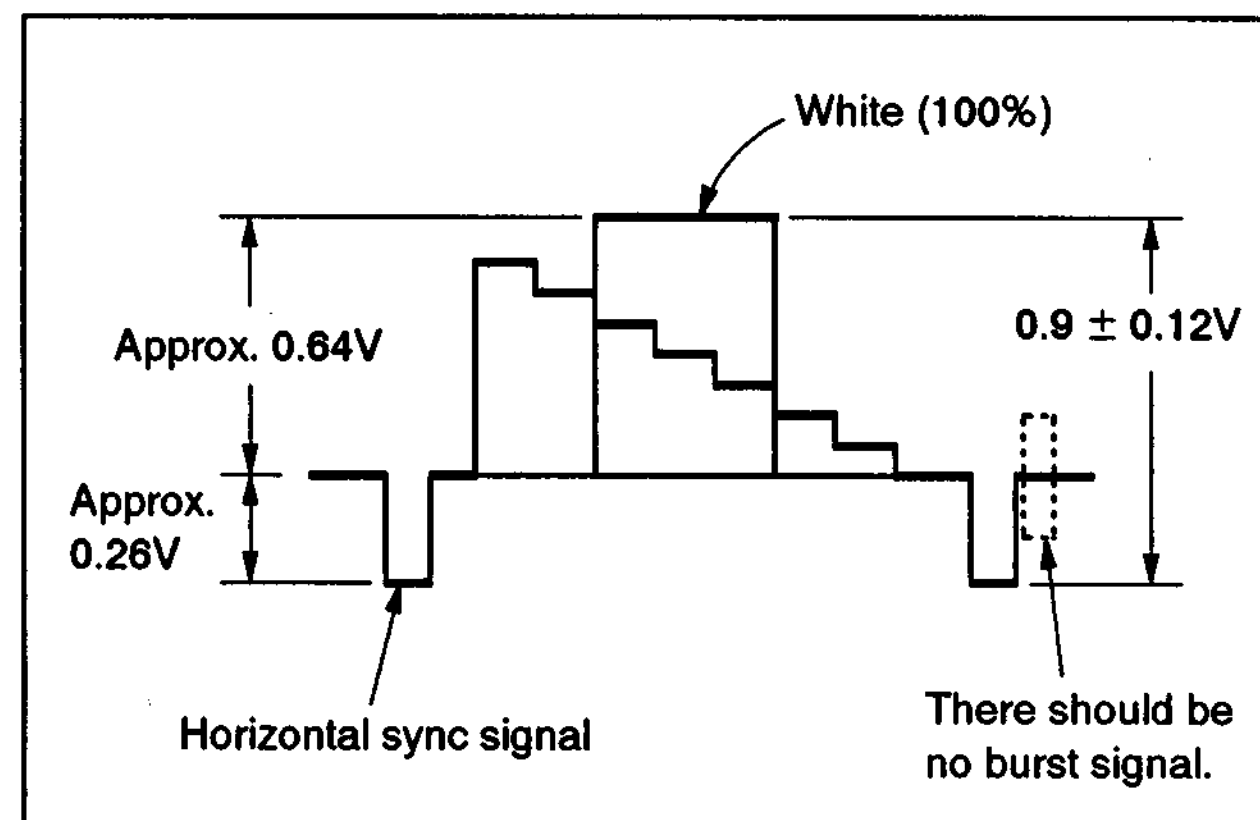 White (100%)
Approx. 0.64V
0.9 ± 0.12V
Approx.
0.26V
Horizontal sync signal
There should be
no burst signal.